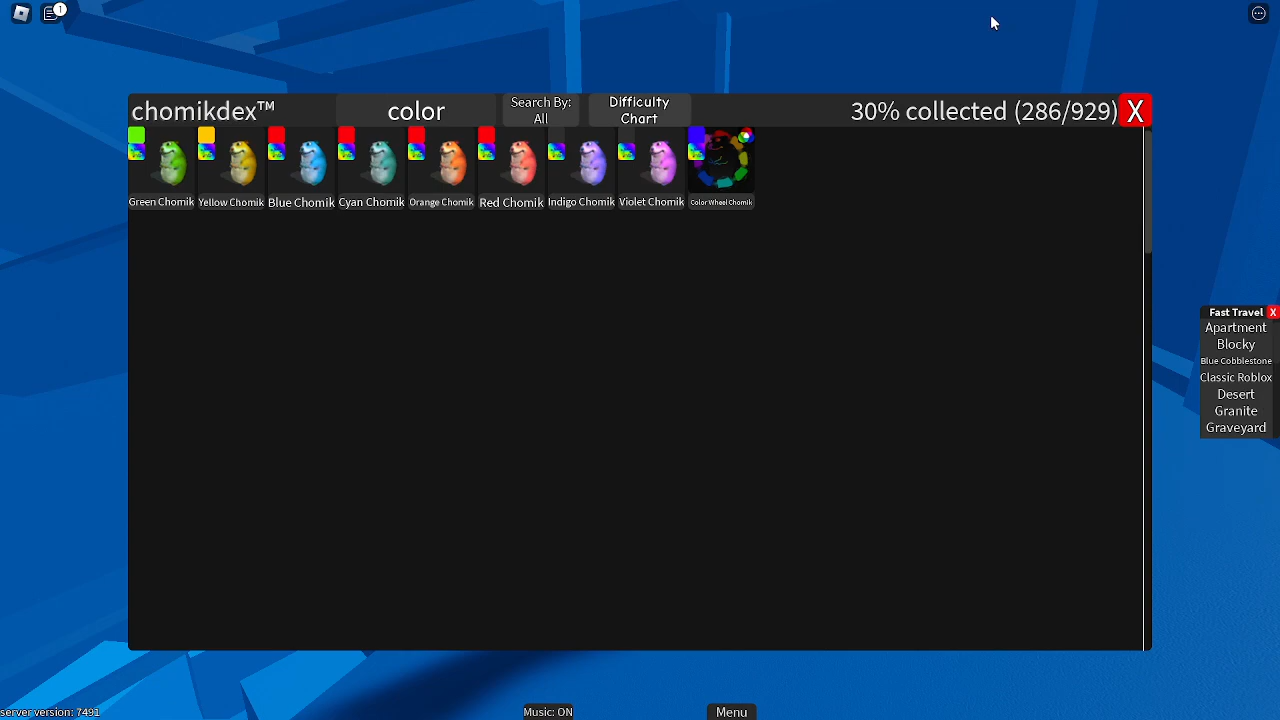 1
chomikdex™
color
Search By:
All
Difficulty
Chart
30% collected (286/929)
X
Green Chomik
Yellow Chomik
Blue Chomik
Cyan Chomik
Orange Chomik
Red Chomik
Indigo Chomik
Violet Chomik
Color Wheel Chomik
Fast Travel
X
Apartment
Blocky
Blue Cobblestone
Classic Roblox
Desert
Granite
Graveyard
server version: 7491
Music: ON
Menu